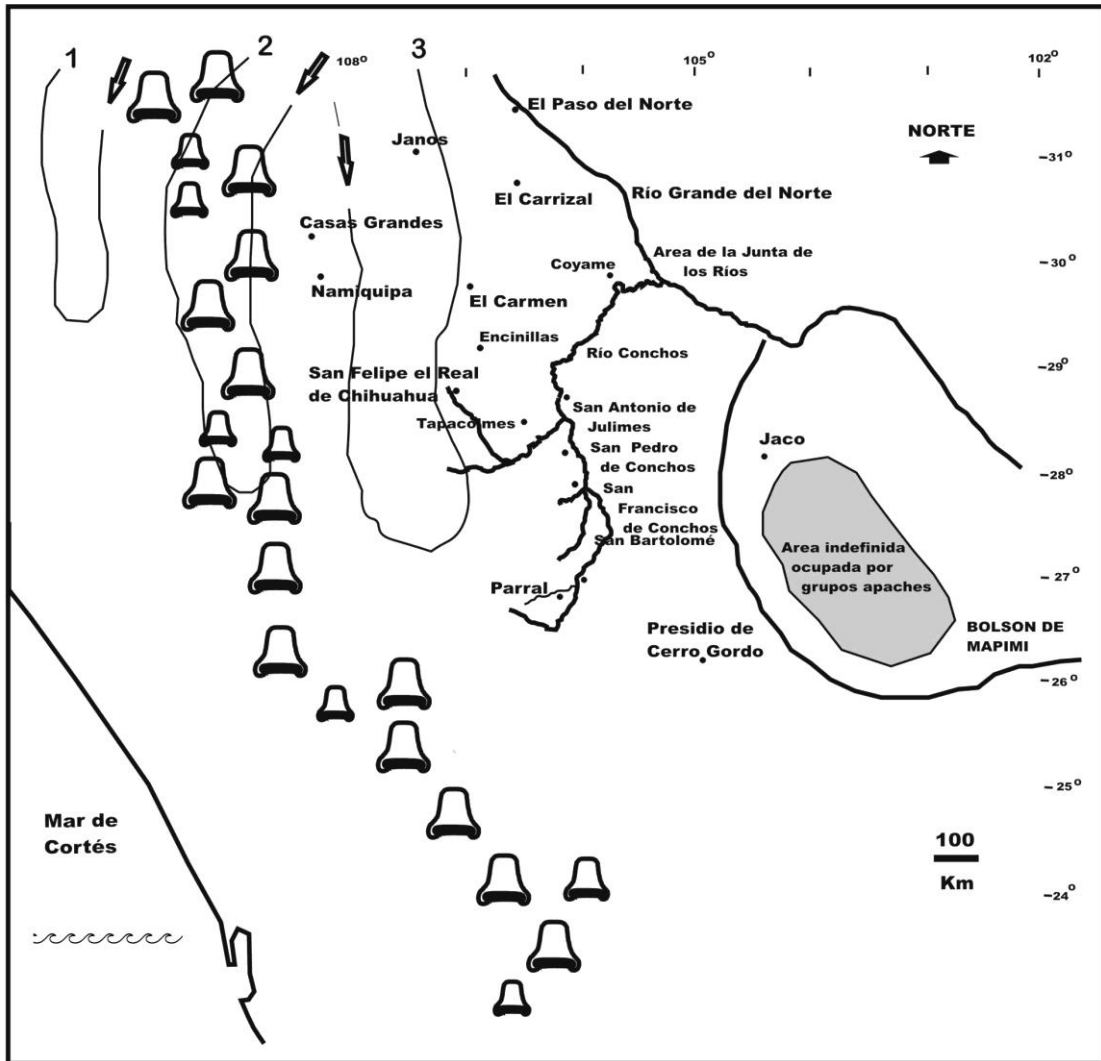 1
2
3
108°
105°
102°
El Paso del Norte
NORTE
Janos
–31°
El Carrizal
Río Grande del Norte
Casas Grandes
Area de la Junta de
los Ríos
Coyame
–30°
Namiquipa
El Carmen
Encinillas
Río Conchos
–29°
San Felipe el Real
de Chihuahua
San Antonio de
Julimes
Tapacolmes
Jaco
San Pedro
de Conchos
–28°
San
Francisco
de Conchos
San Bartolomé
Area indefinida
ocupada por
grupos apaches
–27°
Parral
Presidio de
Cerro Gordo
BOLSON DE
MAPIMI
–26°
–25°
Mar de
Cortés
100
Km
–24°